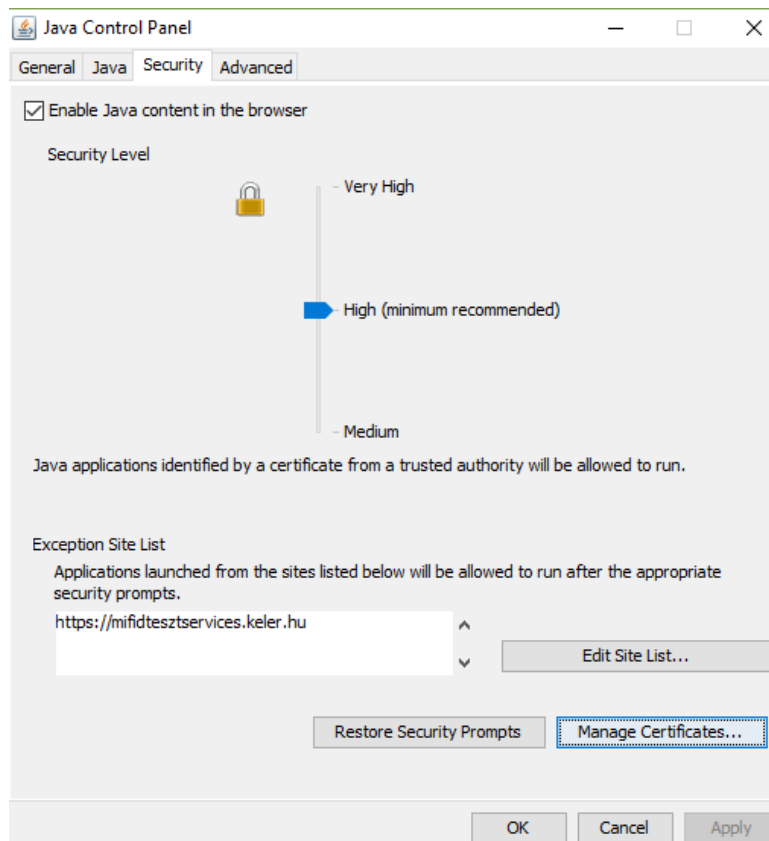 Java Control Panel
General Java Security Advanced
Enable Java content in the browser
Security Level
Very High
High (minimum recommended)
Medium
Java applications identified by a certificate from a trusted authority will be allowed to run.
Exception Site List
Applications launched from the sites listed below will be allowed to run after the appropriate
security prompts.
https://mifidtesztservices.keler.hu
Edit Site List...
Restore Security Prompts Manage Certificates...
OK Cancel Apply